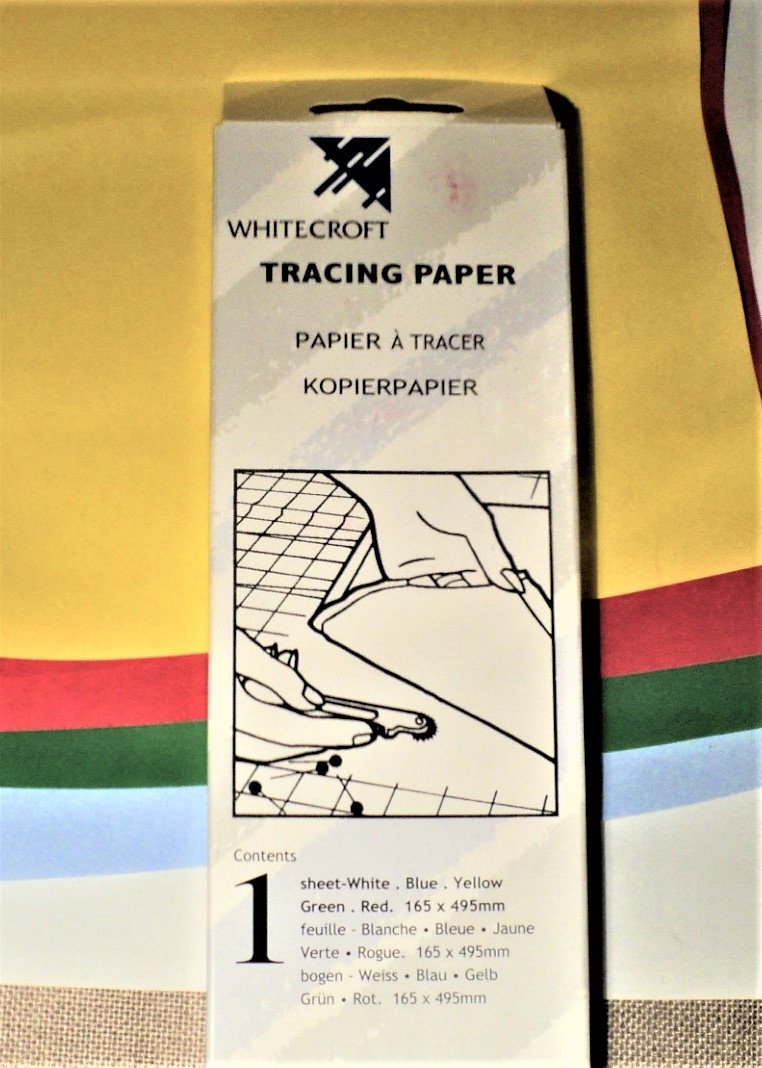 WHITECROFT
TRACING PAPER
PAPIER À TRACER
KOPIERPAPIER
Contents
1
sheet-White . Blue . Yellow
Green . Red. 165 x 495mm
feuille - Blanche • Bleue • Jaune
Verte • Rogue. 165 x 495mm
bogen - Weiss • Blau • Gelb
Grün • Rot. 165 x 495mm